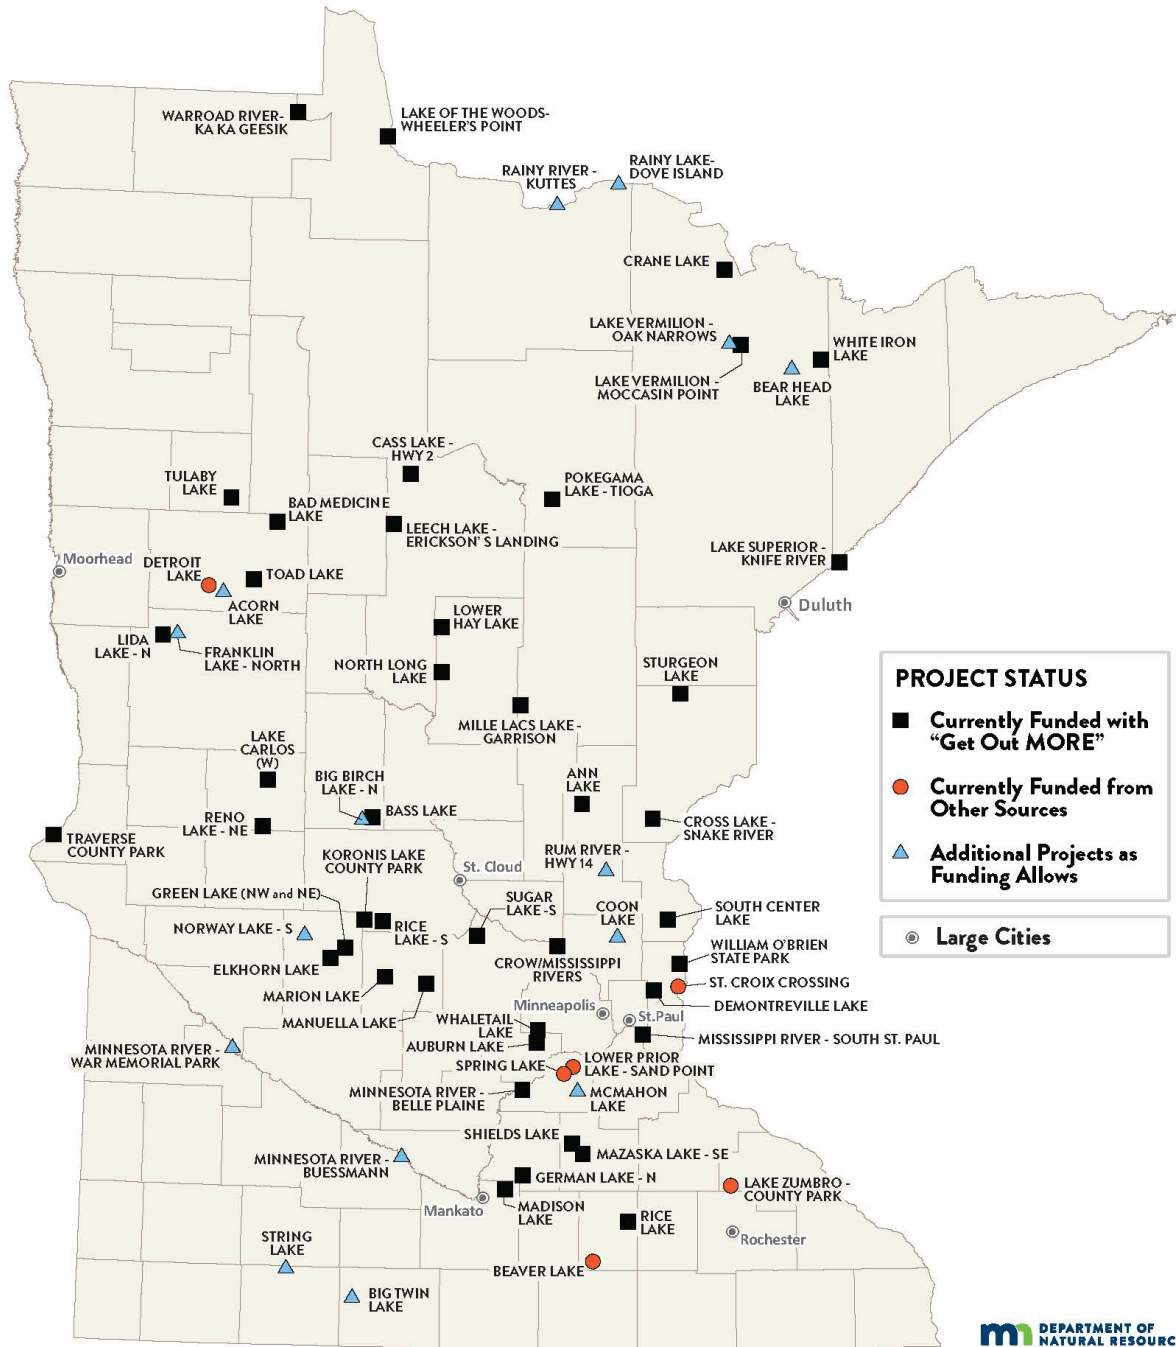 WARROAD RIVER-
KA KA GEESIK
LAKE OF THE WOODS-
WHEELER'S POINT
RAINY RIVER -
KUTTES
RAINY LAKE-
DOVE ISLAND
CRANE LAKE
LAKE VERMILION -
OAK NARROWS
WHITE IRON
LAKE
LAKE VERMILION -
MOCCASIN POINT
BEAR HEAD
LAKE
CASS LAKE -
HWY 2
TULABY
LAKE
BAD MEDICINE
LAKE
POKEGAMA
LAKE - TIOGA
LEECH LAKE -
ERICKSON' S LANDING
LAKE SUPERIOR -
KNIFE RIVER
Moorhead
DETROIT
LAKE
TOAD LAKE
ACORN
LAKE
Duluth
LOWER
HAY LAKE
LIDA
LAKE - N
FRANKLIN
LAKE - NORTH
NORTH LONG
LAKE
STURGEON
LAKE
MILLE LACS LAKE -
GARRISON
PROJECT STATUS
Currently Funded with
“Get Out MORE”
Currently Funded from
Other Sources
Additional Projects as
Funding Allows
Large Cities
LAKE
CARLOS
(W)
BIG BIRCH
LAKE - N
BASS LAKE
ANN
LAKE
RENO
LAKE - NE
TRAVERSE
COUNTY PARK
CROSS LAKE -
SNAKE RIVER
KORONIS LAKE
COUNTY PARK
St. Cloud
RUM RIVER -
HWY 14
GREEN LAKE (NW and NE)
SUGAR
LAKE -S
COON
LAKE
SOUTH CENTER
LAKE
NORWAY LAKE - S
RICE
LAKE - S
ELKHORN LAKE
CROW/MISSISSIPPI
RIVERS
WILLIAM O'BRIEN
STATE PARK
ST. CROIX CROSSING
MARION LAKE
DEMONTREVILLE LAKE
MANUELLA LAKE
Minneapolis
St.Paul
WHALETAIL
LAKE
AUBURN LAKE
MISSISSIPPI RIVER - SOUTH ST. PAUL
MINNESOTA RIVER -
WAR MEMORIAL PARK
SPRING LAKE
LOWER PRIOR
LAKE - SAND POINT
MINNESOTA RIVER -
BELLE PLAINE
MCMAHON
LAKE
SHIELDS LAKE
MAZASKA LAKE - SE
MINNESOTA RIVER -
BUESSMANN
GERMAN LAKE - N
LAKE ZUMBRO -
COUNTY PARK
Mankato
MADISON
LAKE
RICE
LAKE
Rochester
STRING
LAKE
BEAVER LAKE
BIG TWIN
LAKE
mn DEPARTMENT OF
NATURAL RESOURC